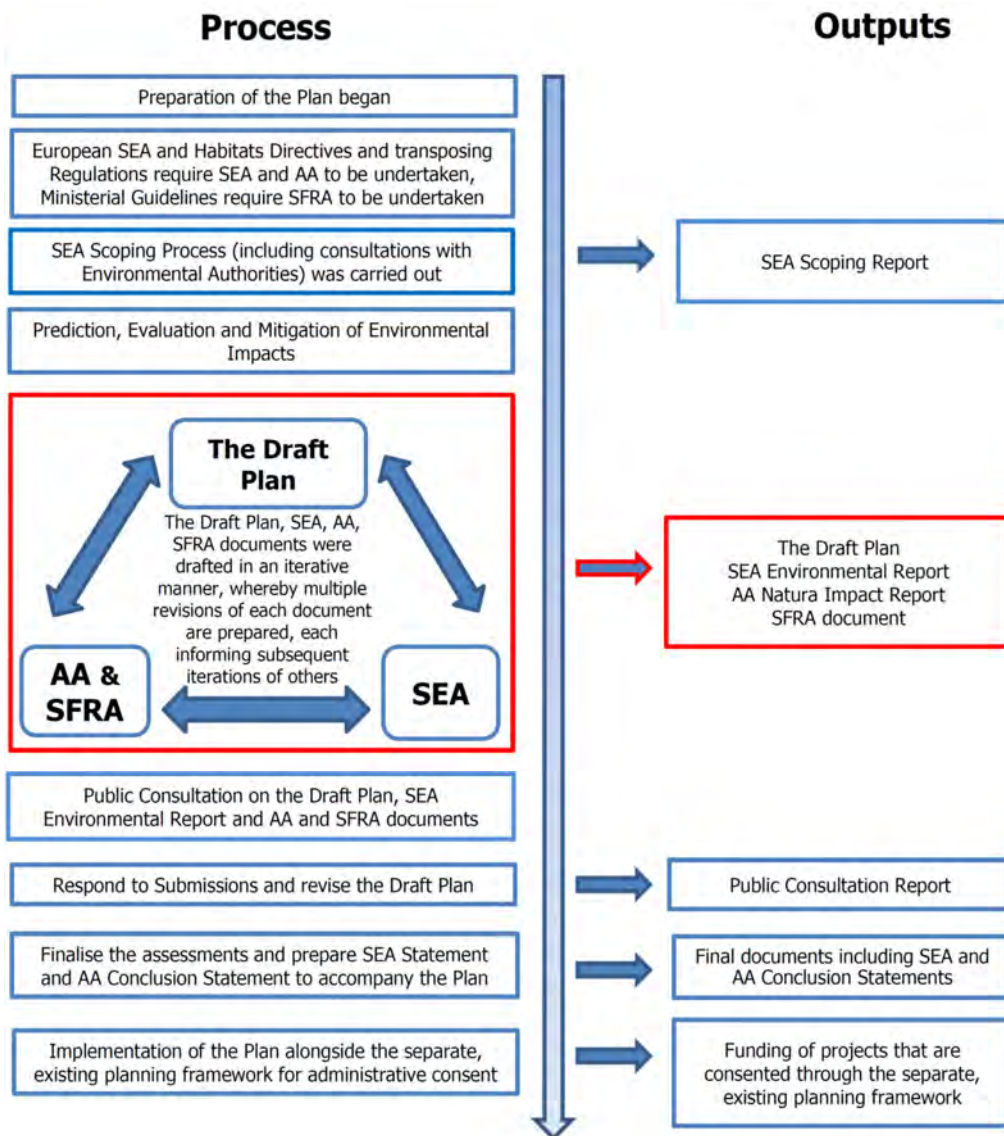 Process
Outputs
Preparation of the Plan began
European SEA and Habitats Directives and transposing
Regulations require SEA and AA to be undertaken,
Ministerial Guidelines require SFRA to be undertaken
SEA Scoping Process (including consultations with
Environmental Authorities) was carried out
SEA Scoping Report
Prediction, Evaluation and Mitigation of Environmental
Impacts
The Draft
Plan
The Draft Plan, SEA, AA,
SFRA documents were
drafted in an iterative
manner, whereby multiple
revisions of each document
are prepared, each
informing subsequent
iterations of others
AA &
SFRA
SEA
The Draft Plan
SEA Environmental Report
AA Natura Impact Report
SFRA document
Public Consultation on the Draft Plan, SEA
Environmental Report and AA and SFRA documents
Respond to Submissions and revise the Draft Plan
Public Consultation Report
Finalise the assessments and prepare SEA Statement
and AA Conclusion Statement to accompany the Plan
Final documents including SEA and
AA Conclusion Statements
Implementation of the Plan alongside the separate,
existing planning framework for administrative consent
Funding of projects that are
consented through the separate,
existing planning framework